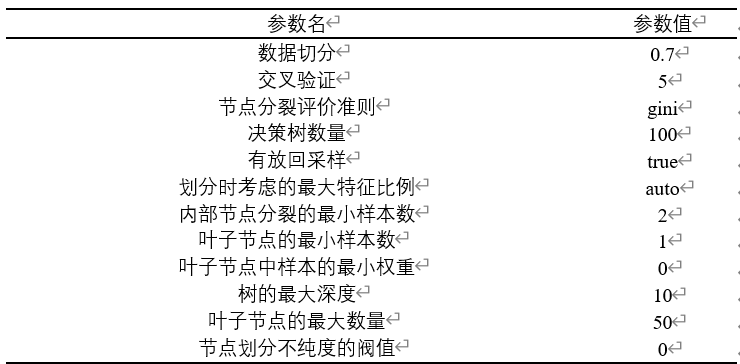 参数名 参数值
数据切分 0.7
交叉验证 5
节点分裂评价准则 gini
决策树数量 100
有放回采样 true
划分时考虑的最大特征比例 auto
内部节点分裂的最小样本数 2
叶子节点的最小样本数 1
叶子节点中样本的最小权重 0
树的最大深度 10
叶子节点的最大数量 50
节点划分不纯度的阀值 0